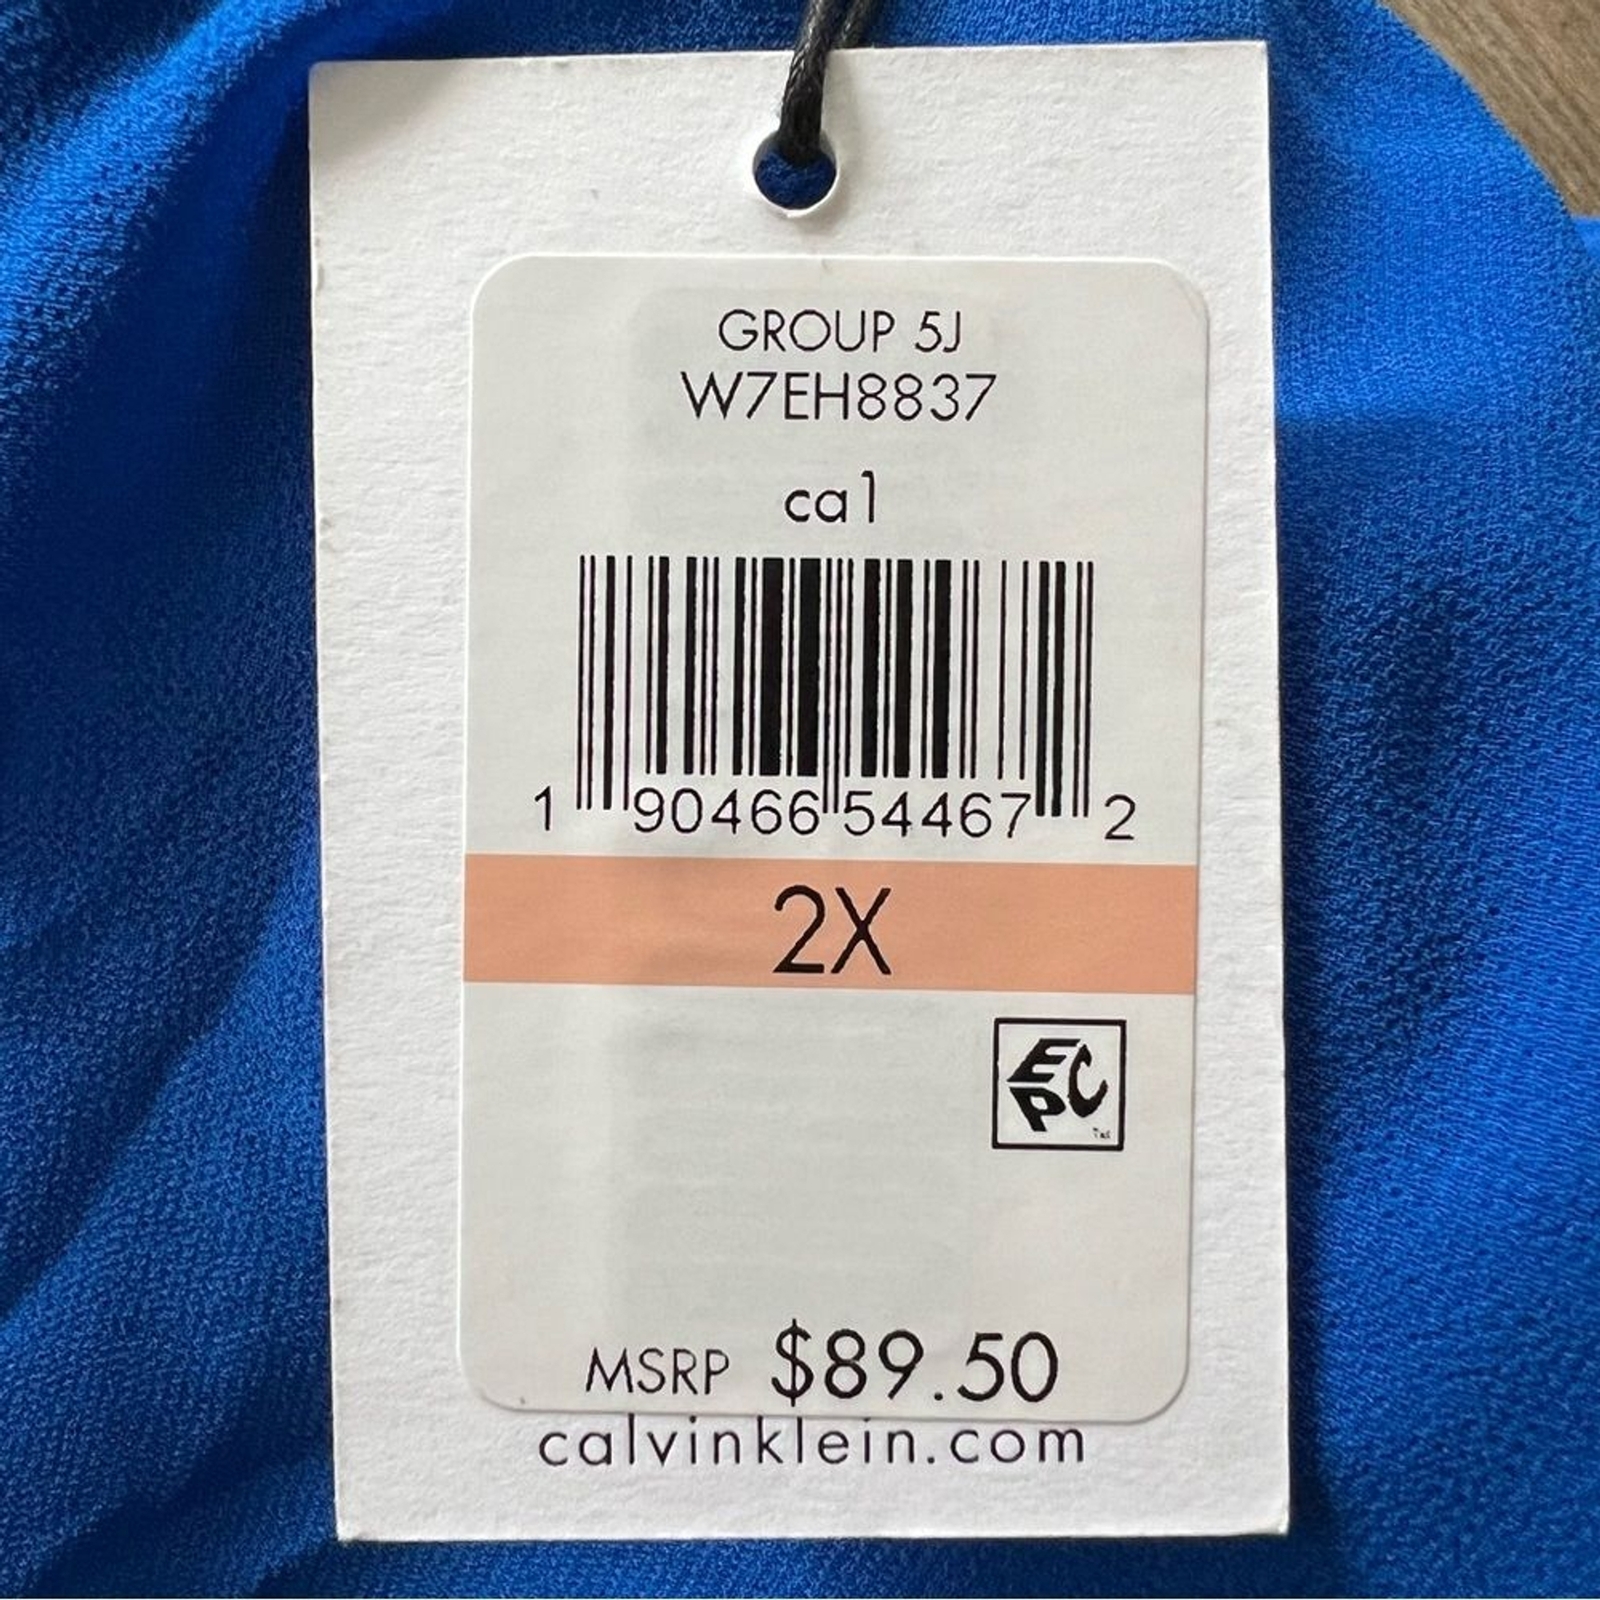 GROUP 5J
W7EH8837
ca1
1 90466 54467 2
2X
EPC
MSRP $89.50
calvinklein.com